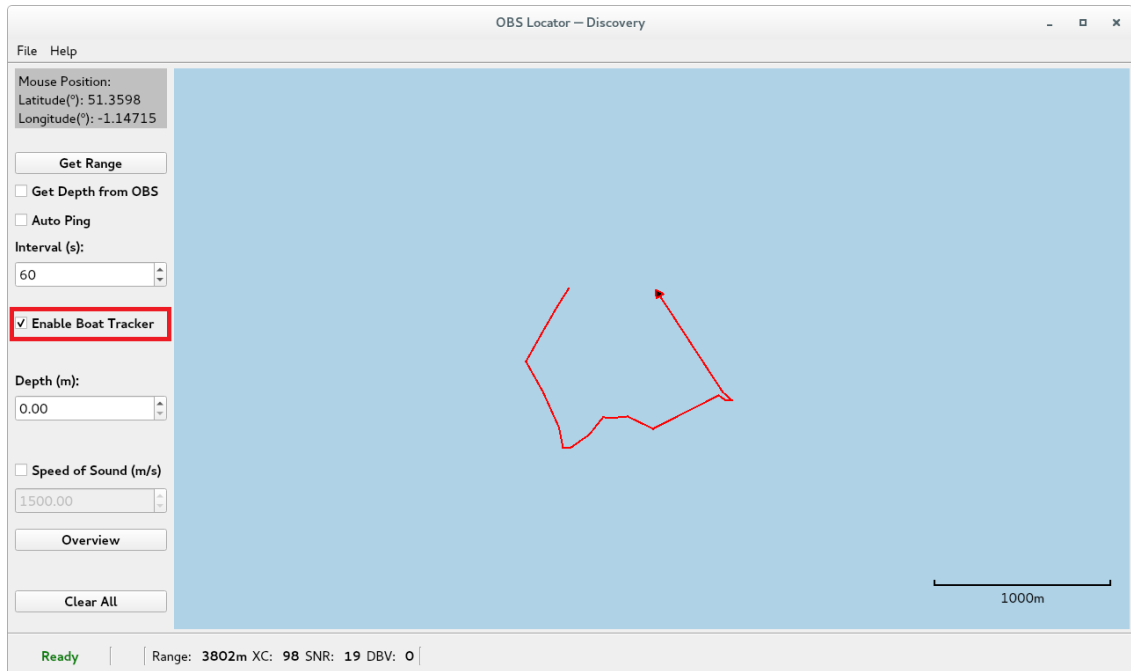 OBS Locator — Discovery
File Help
Mouse Position:
Latitude(°): 51.3598
Longitude(°): -1.14715
Get Range
Get Depth from OBS
Auto Ping
Interval (s):
60
Enable Boat Tracker
Depth (m):
0.00
Speed of Sound (m/s)
1500.00
Overview
Clear All
1000m
Ready Range: 3802m XC: 98 SNR: 19 DBV: 0